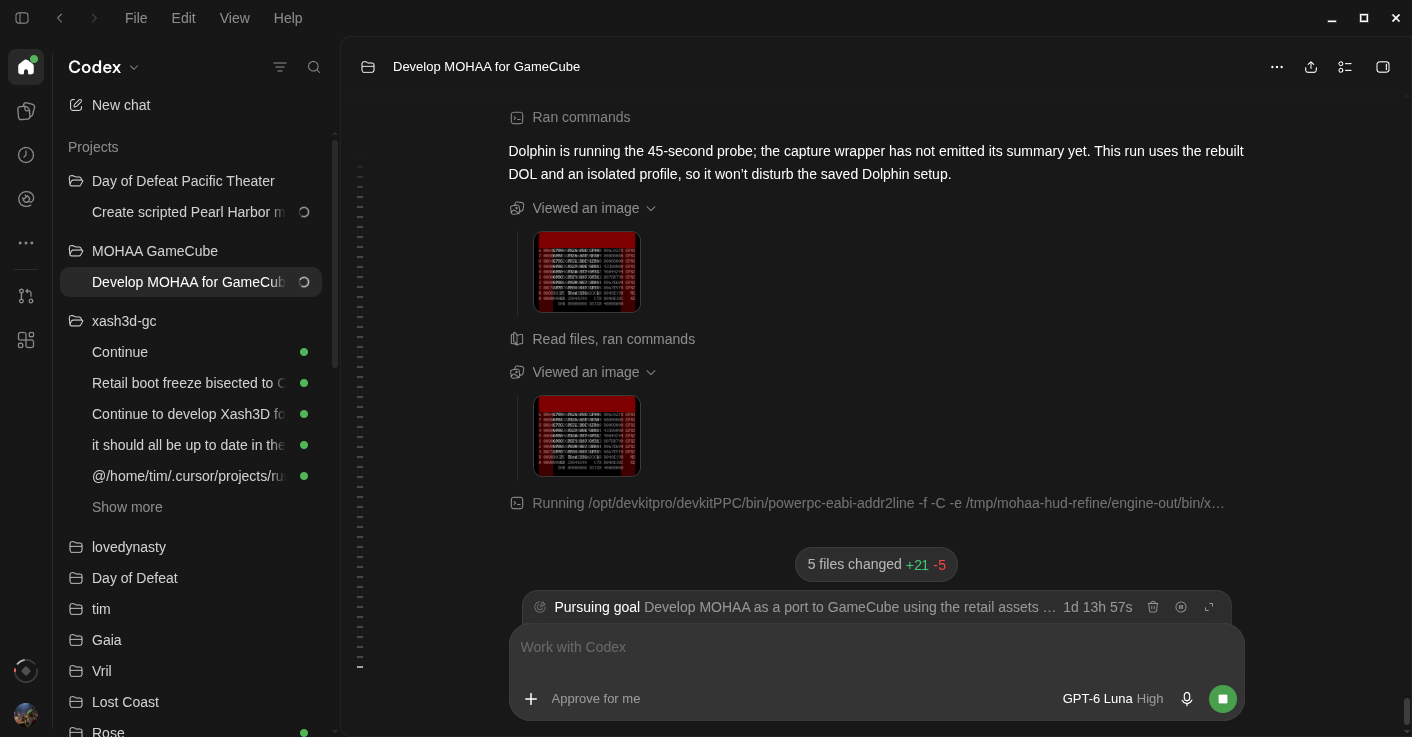 File Edit View Help
Codex
New chat
Projects
Day of Defeat Pacific Theater
Create scripted Pearl Harbor m
MOHAA GameCube
Develop MOHAA for GameCub
xash3d-gc
Continue
Retail boot freeze bisected to C
Continue to develop Xash3D fo
it should all be up to date in the
@/home/tim/.cursor/projects/ru
Show more
lovedynasty
Day of Defeat
tim
Gaia
Vril
Lost Coast
Rose
Develop MOHAA for GameCube
Ran commands
Dolphin is running the 45-second probe; the capture wrapper has not emitted its summary yet. This run uses the rebuilt
DOL and an isolated profile, so it won’t disturb the saved Dolphin setup.
Viewed an image
Read files, ran commands
Viewed an image
Running /opt/devkitpro/devkitPPC/bin/powerpc-eabi-addr2line -f -C -e /tmp/mohaa-hud-refine/engine-out/bin/x…
5 files changed +21 -5
Pursuing goal Develop MOHAA as a port to GameCube using the retail assets … 1d 13h 57s
Work with Codex
Approve for me
GPT-6 Luna High